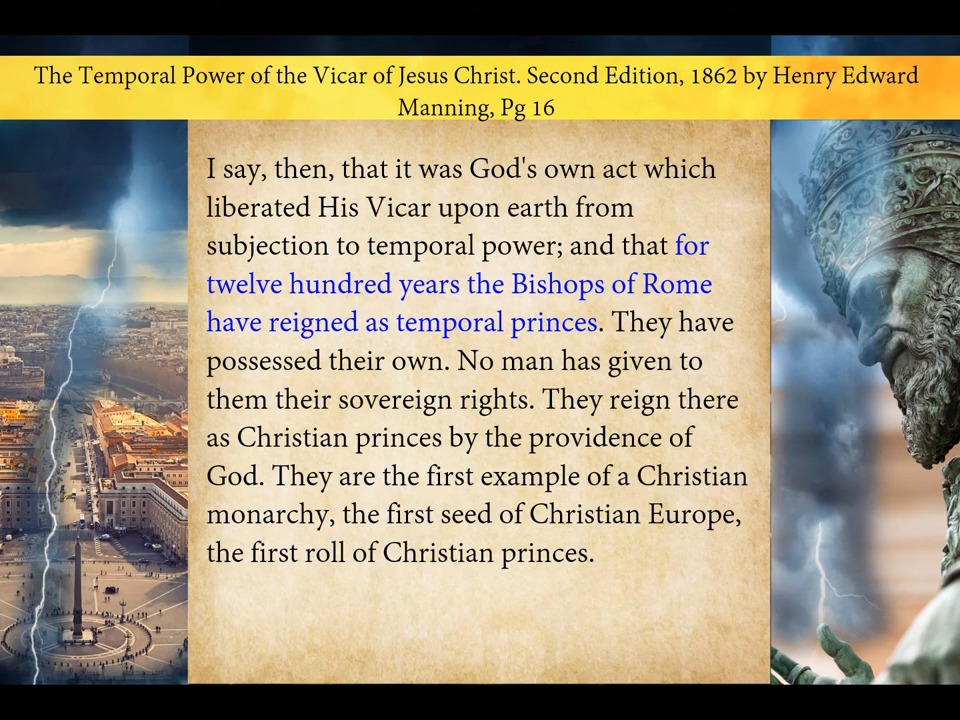 The Temporal Power of the Vicar of Jesus Christ. Second Edition, 1862 by Henry Edward
Manning, Pg 16
I say, then, that it was God's own act which
liberated His Vicar upon earth from
subjection to temporal power; and that for
twelve hundred years the Bishops of Rome
have reigned as temporal princes. They have
possessed their own. No man has given to
them their sovereign rights. They reign there
as Christian princes by the providence of
God. They are the first example of a Christian
monarchy, the first seed of Christian Europe,
the first roll of Christian princes.